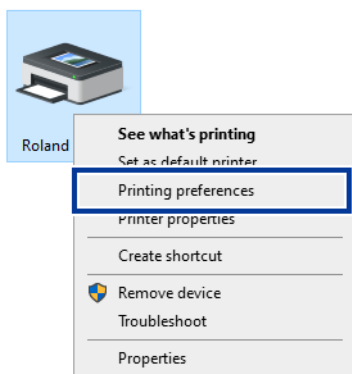 Roland
See what's printing
Set as default printer
Printing preferences
Printer properties
Create shortcut
Remove device
Troubleshoot
Properties